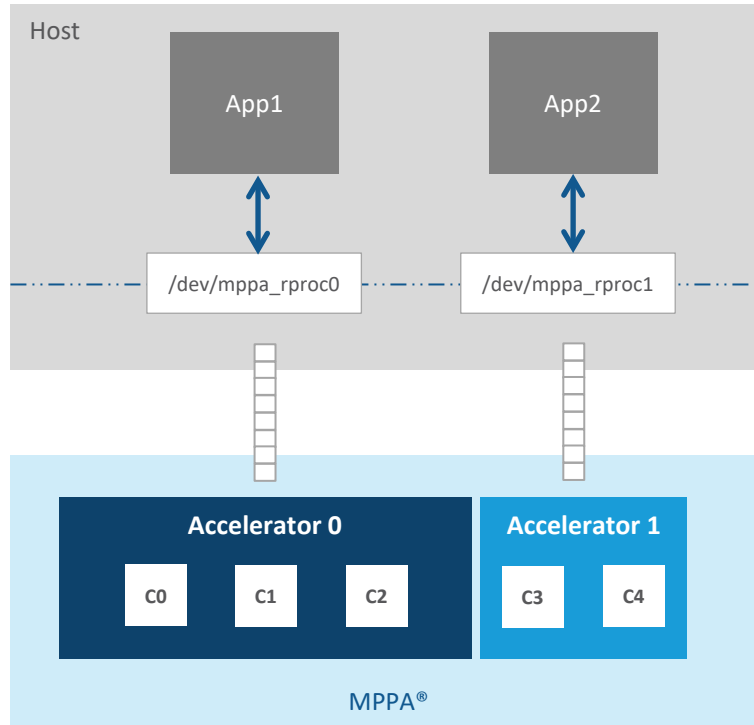 Host
App1
App2
/dev/mppa_rproc0
/dev/mppa_rproc1
Accelerator 0
Accelerator 1
C0
C1
C2
C3
C4
MPPA®